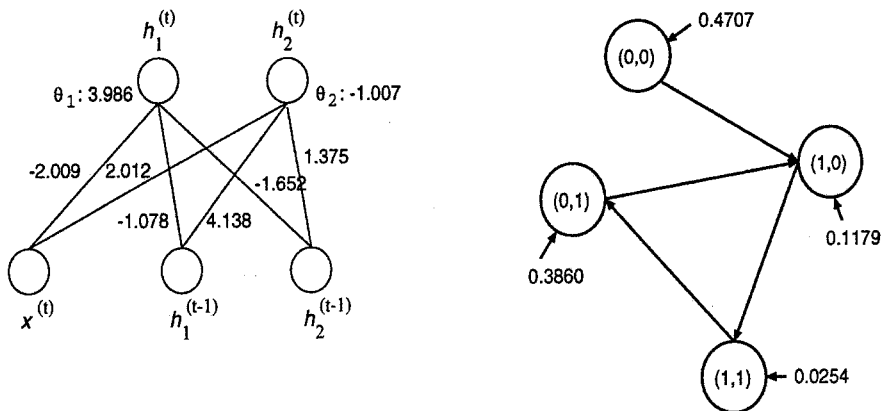 h₁⁽ᵗ⁾ h₂⁽ᵗ⁾
θ₁: 3.986 θ₂: -1.007
-2.009 2.012 -1.652 1.375
-1.078 4.138
x⁽ᵗ⁾ h₁⁽ᵗ⁻¹⁾ h₂⁽ᵗ⁻¹⁾
0.4707
(0,0)
(1,0)
(0,1)
0.1179
0.3860
(1,1) 0.0254